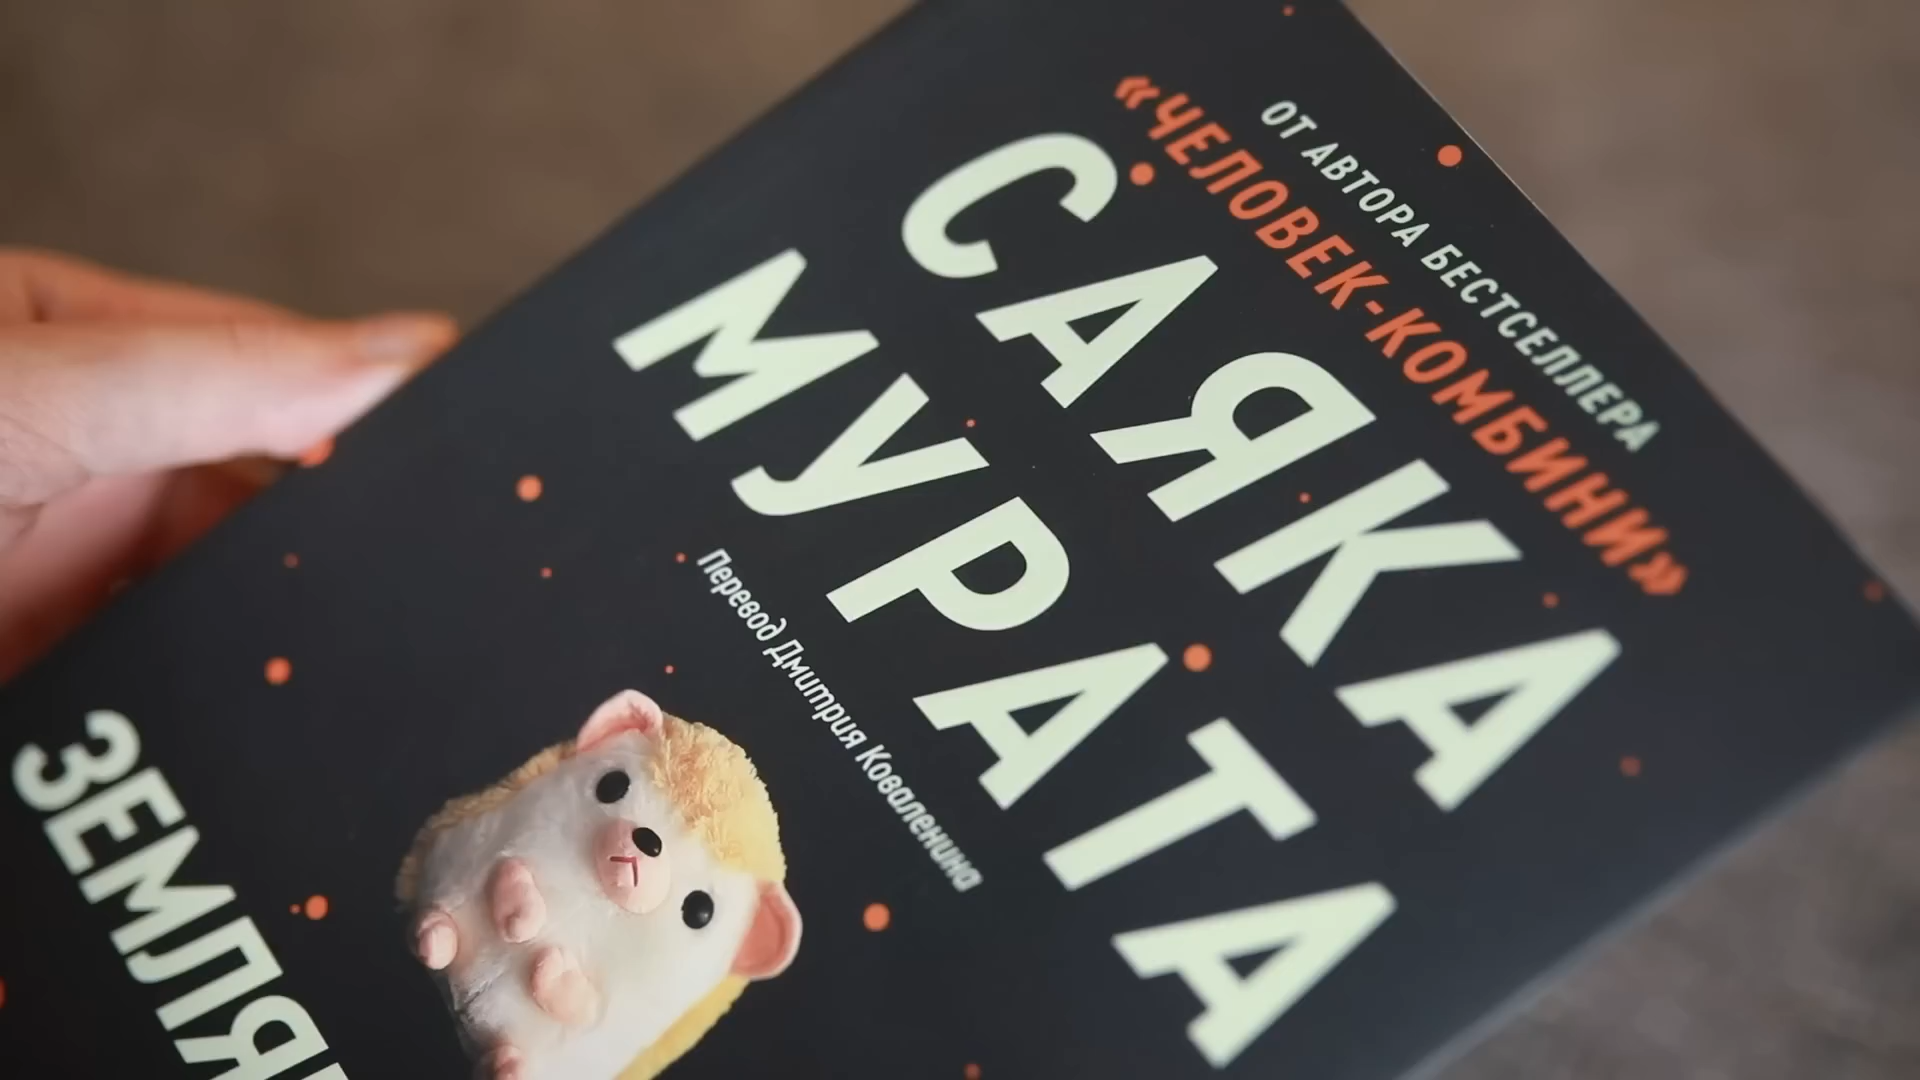 ОТ АВТОРА БЕСТСЕЛЛЕРА
«ЧЕЛОВЕК-КОМБИНИ»
САЯКА
МУРАТА
Перевод Дмитрия Коваленина